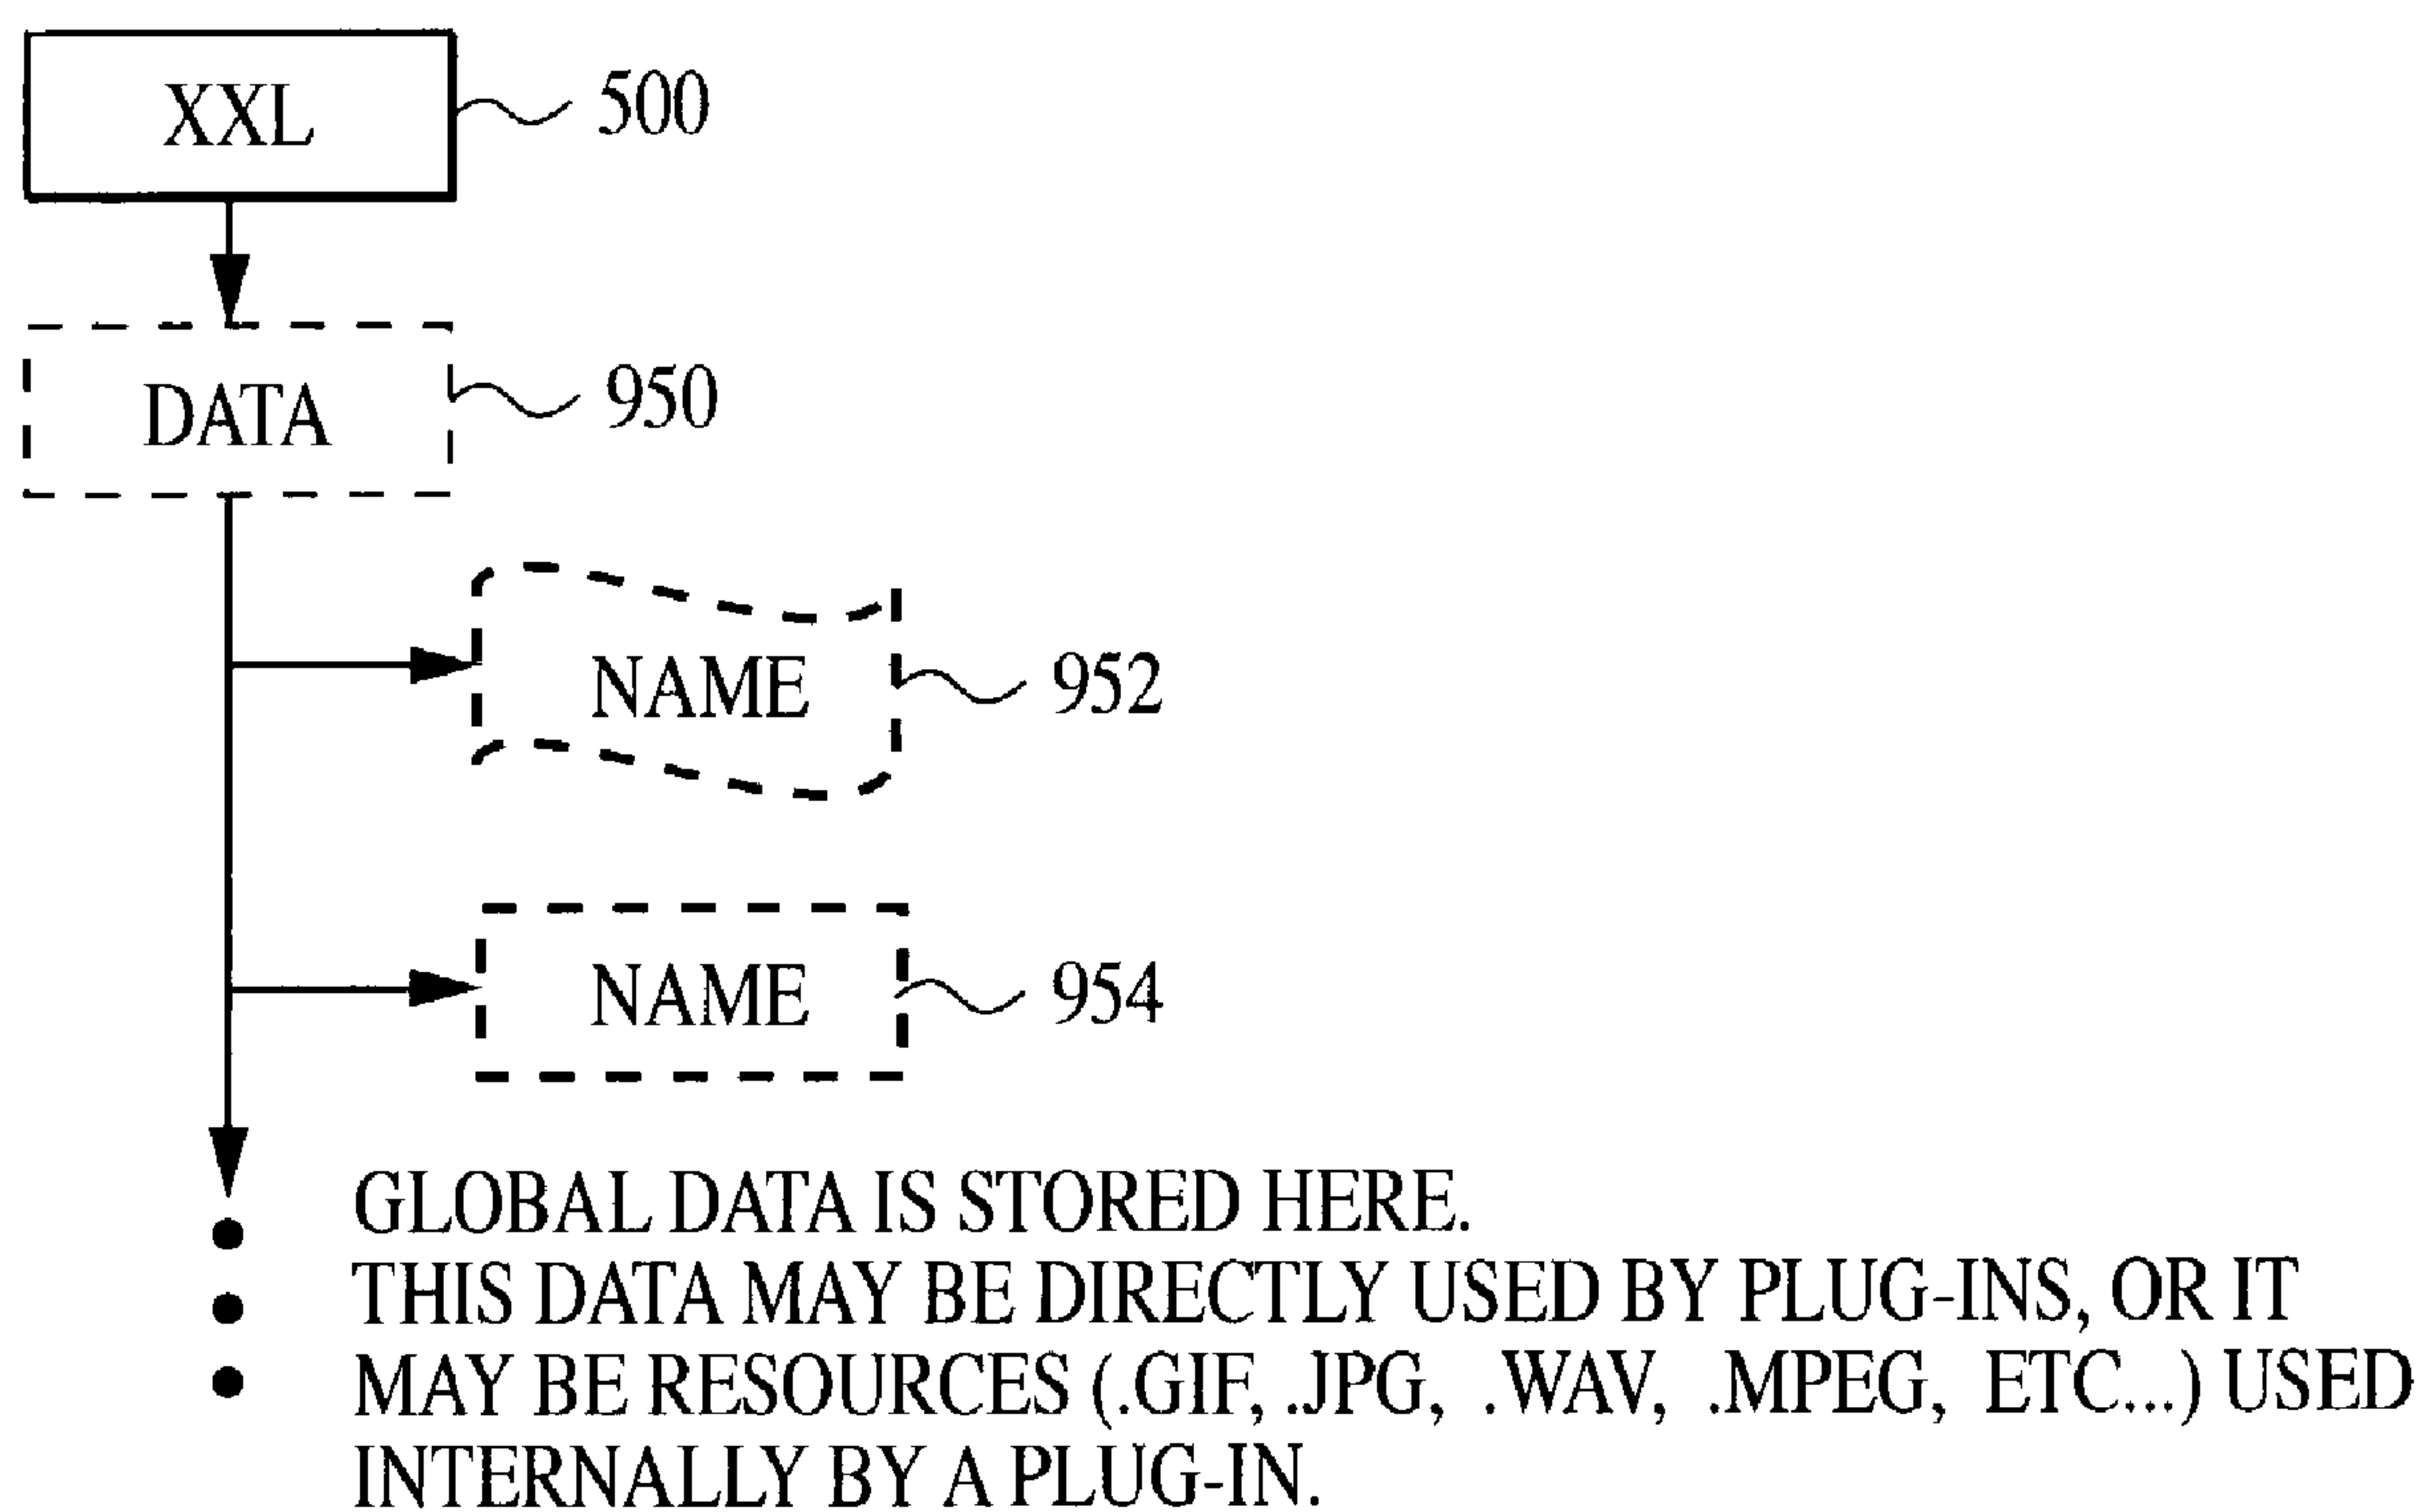 XXL
500
DATA
950
NAME
952
NAME
954
GLOBAL DATA IS STORED HERE.
THIS DATA MAY BE DIRECTLY USED BY PLUG-INS, OR IT
MAY BE RESOURCES (.GIF, .JPG, .WAV, .MPEG, ETC...) USED
INTERNALLY BY A PLUG-IN.